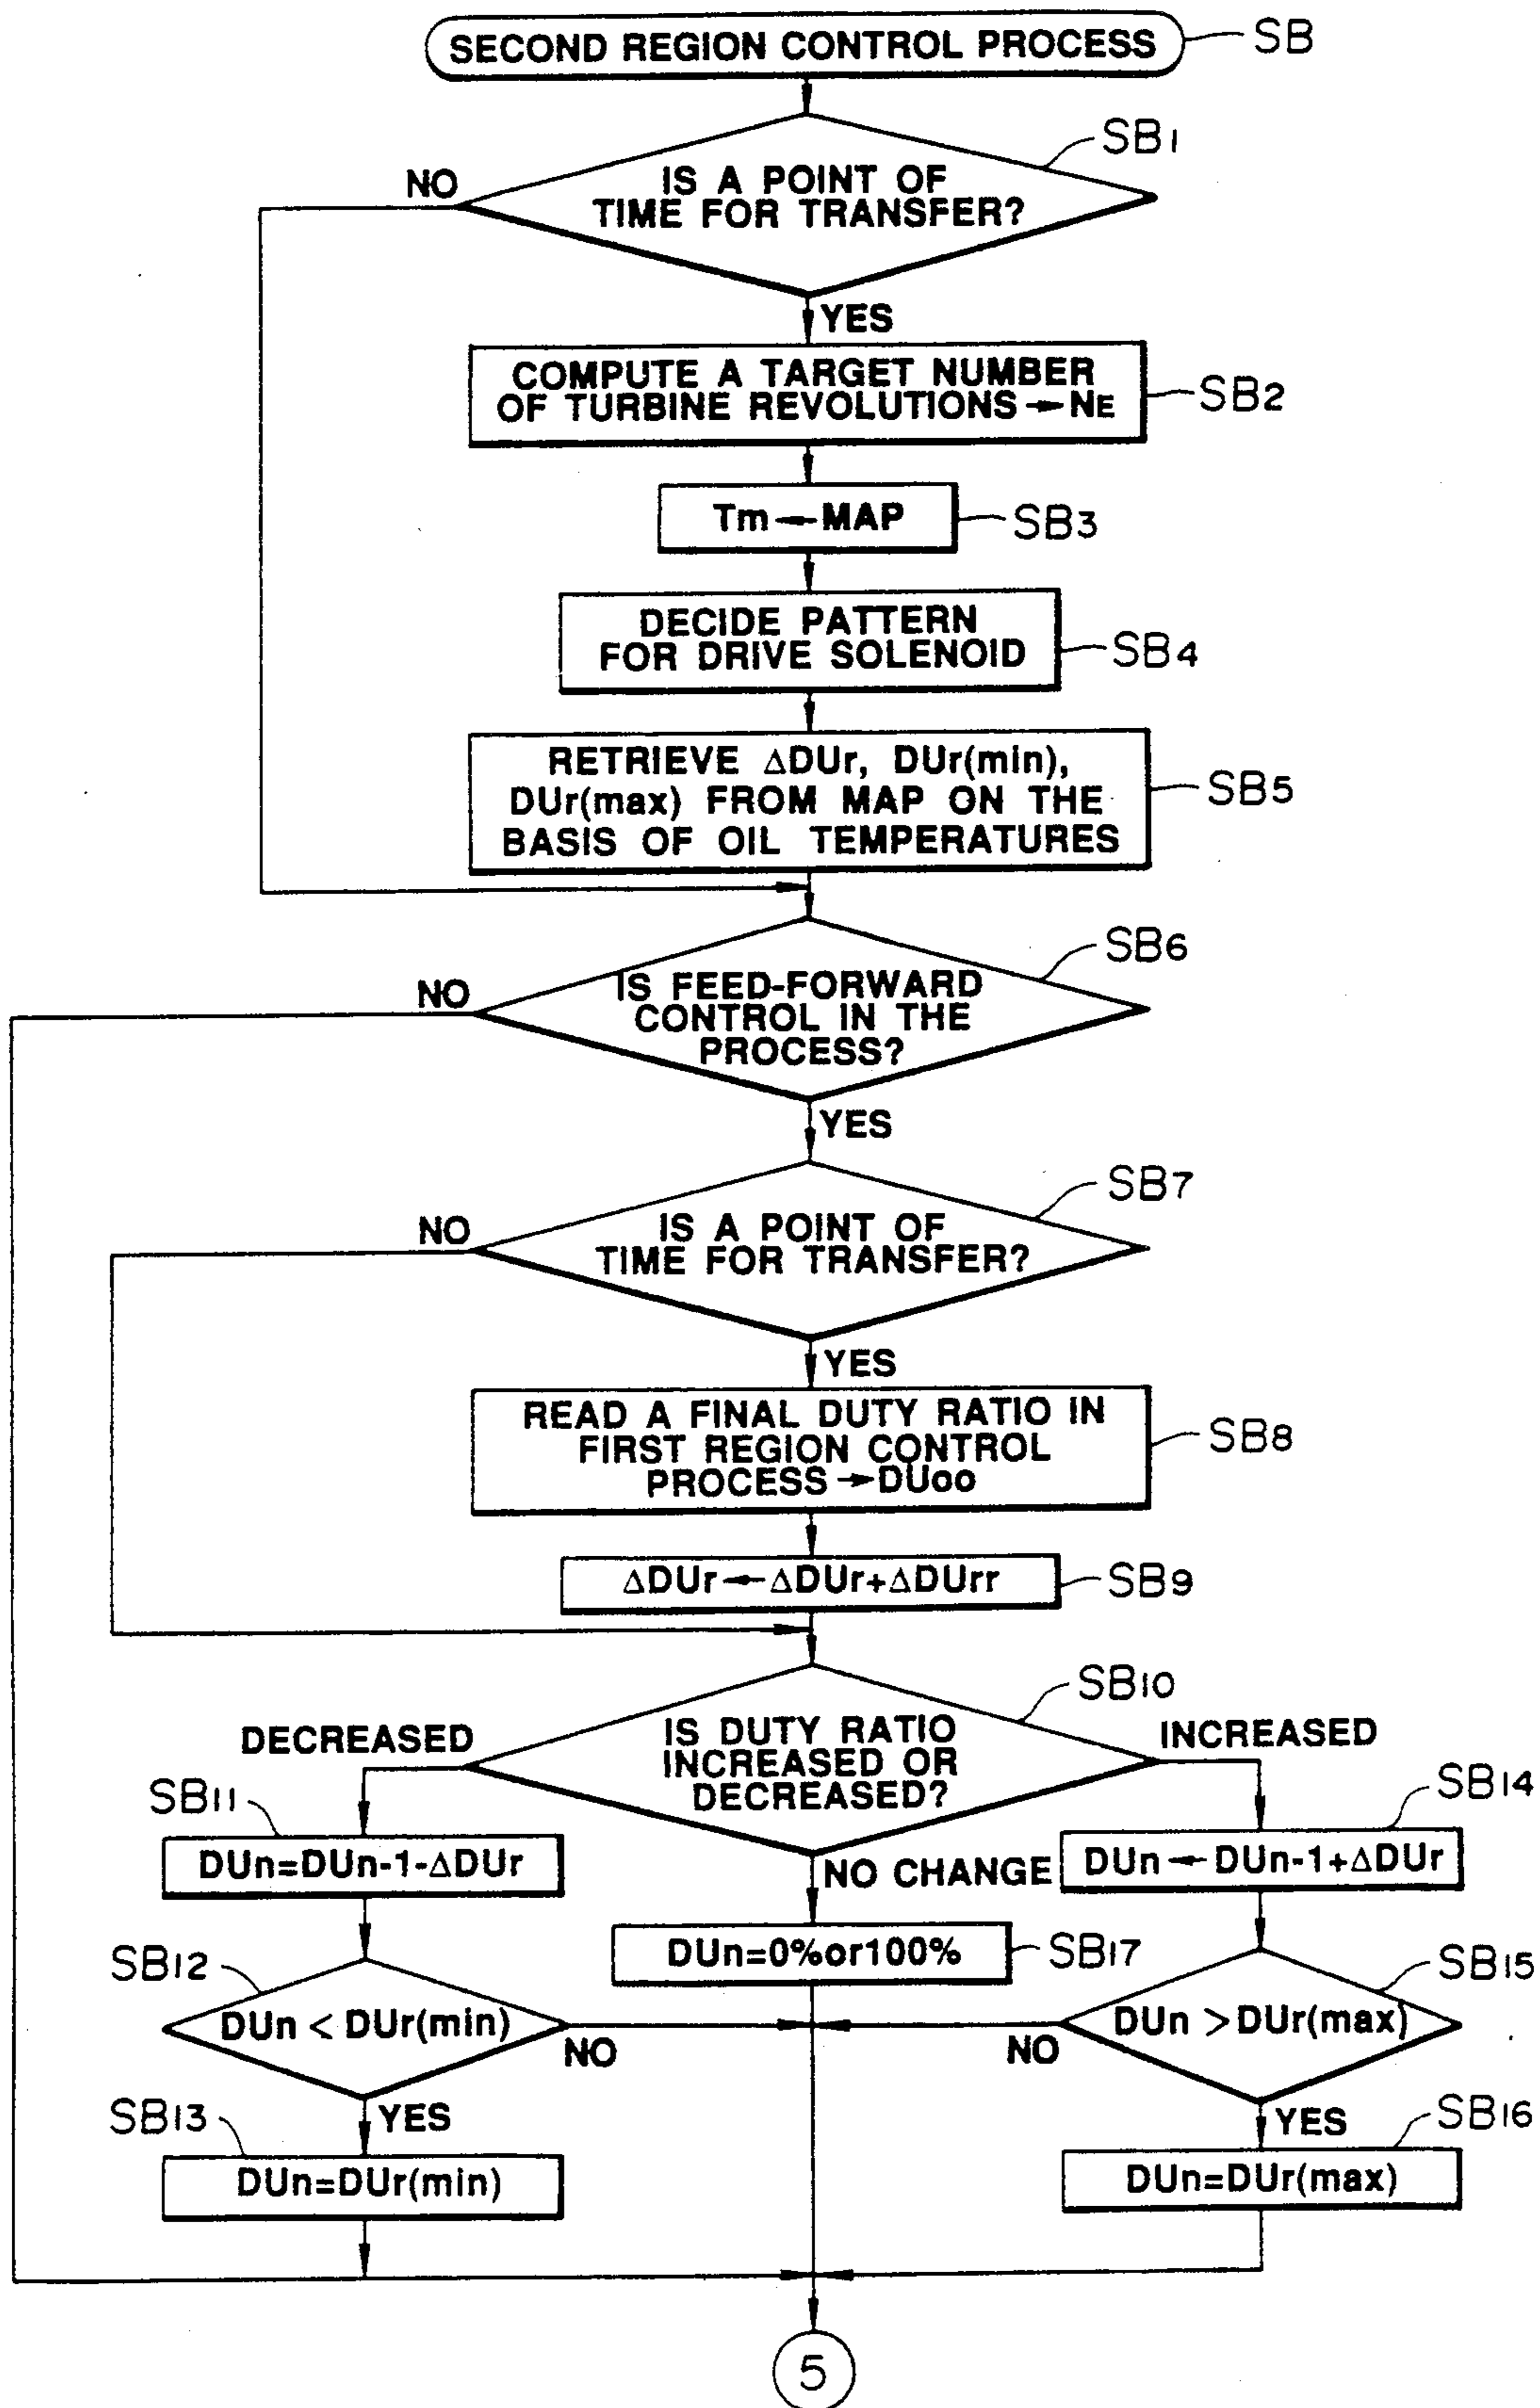 SECOND REGION CONTROL PROCESS
SB
SB1
IS A POINT OF
TIME FOR TRANSFER?
NO
YES
COMPUTE A TARGET NUMBER
OF TURBINE REVOLUTIONS→NE
SB2
Tm←MAP
SB3
DECIDE PATTERN
FOR DRIVE SOLENOID
SB4
RETRIEVE ΔDUr, DUr(min),
DUr(max) FROM MAP ON THE
BASIS OF OIL TEMPERATURES
SB5
SB6
IS FEED-FORWARD
CONTROL IN THE
PROCESS?
NO
YES
SB7
IS A POINT OF
TIME FOR TRANSFER?
NO
YES
READ A FINAL DUTY RATIO IN
FIRST REGION CONTROL
PROCESS→DUoo
SB8
ΔDUr←ΔDUr+ΔDUrr
SB9
SB10
IS DUTY RATIO
INCREASED OR
DECREASED?
DECREASED
INCREASED
NO CHANGE
SB11
DUn=DUn-1-ΔDUr
SB14
DUn←DUn-1+ΔDUr
DUn=0%or100%
SB17
SB12
DUn < DUr(min)
NO
YES
SB15
DUn >DUr(max)
NO
YES
SB13
DUn=DUr(min)
SB16
DUn=DUr(max)
5